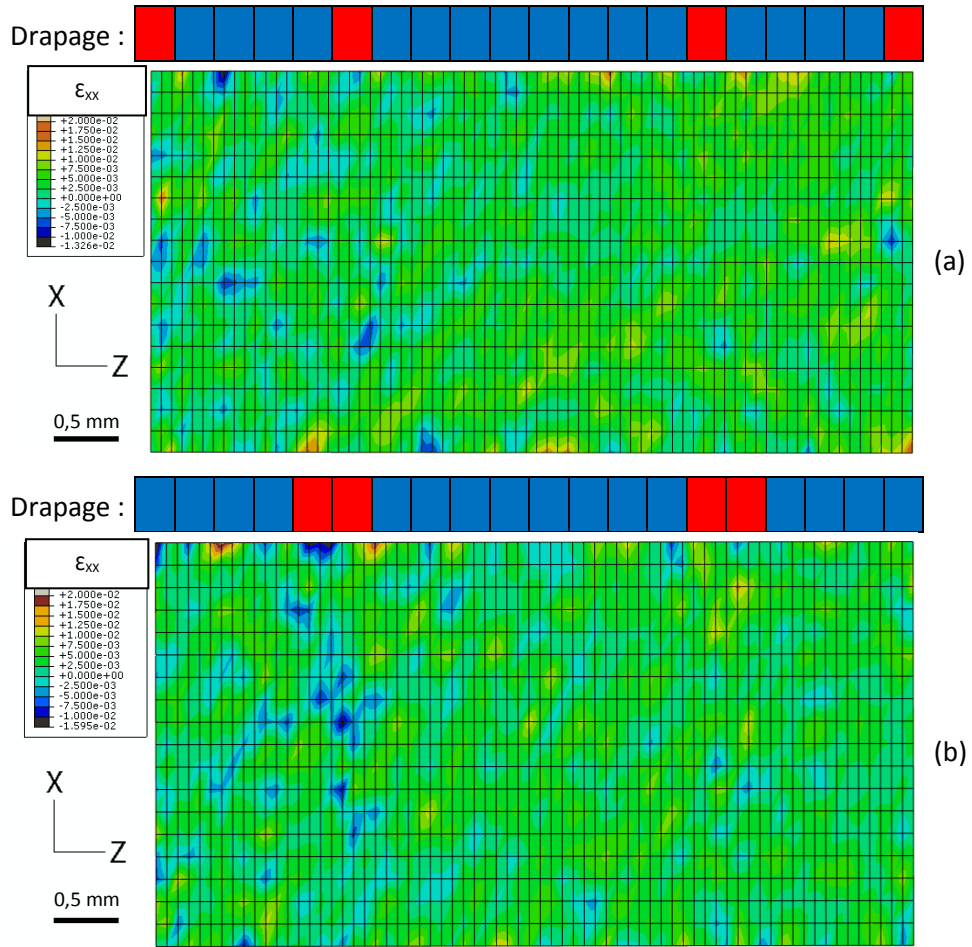 Drapage :
εxx
+2.000e-02
+1.750e-02
+1.500e-02
+1.250e-02
+1.000e-02
+7.500e-03
+5.000e-03
+2.500e-03
+0.000e+00
-2.500e-03
-5.000e-03
-7.500e-03
-1.000e-02
-1.326e-02
(a)
X
Z
0,5 mm
Drapage :
εxx
+2.000e-02
+1.750e-02
+1.500e-02
+1.250e-02
+1.000e-02
+7.500e-03
+5.000e-03
+2.500e-03
+0.000e+00
-2.500e-03
-5.000e-03
-7.500e-03
-1.000e-02
-1.595e-02
(b)
X
Z
0,5 mm